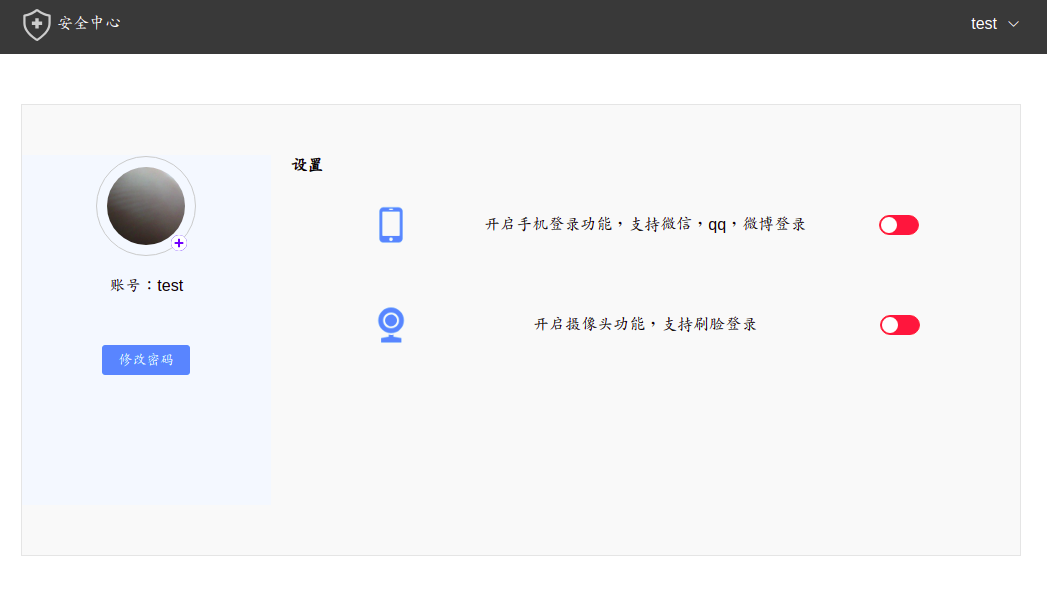 安全中心
test
设置
账号：test
修改密码
开启手机登录功能，支持微信，qq，微博登录
开启摄像头功能，支持刷脸登录